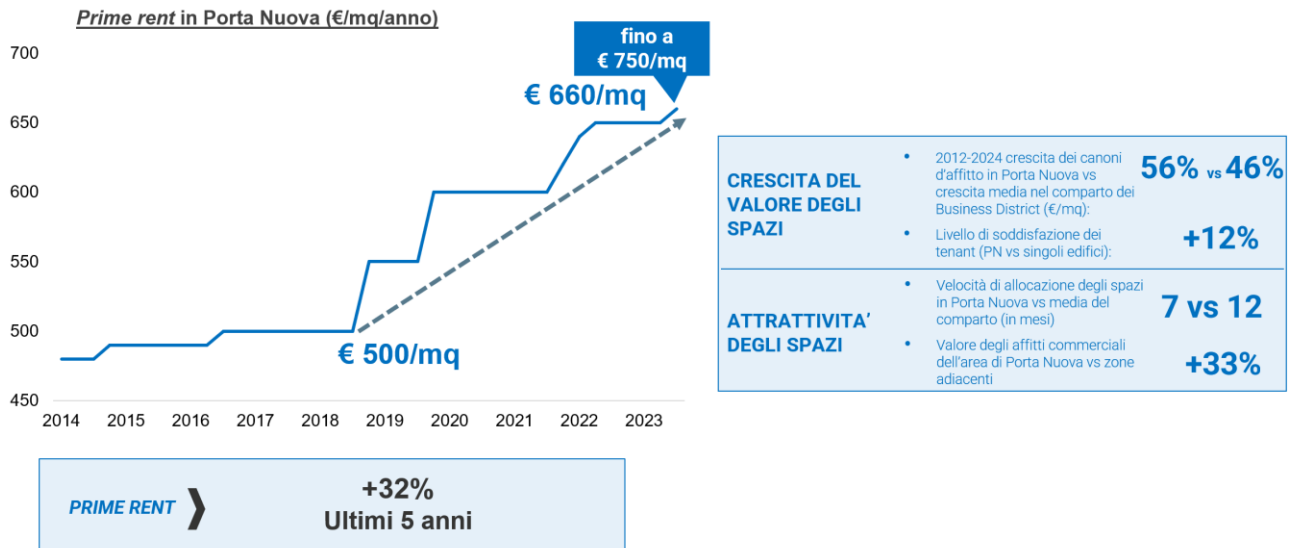 Prime rent in Porta Nuova (€/mq/anno)
fino a
€ 750/mq
€ 660/mq
€ 500/mq
700
650
600
550
500
450
2014 2015 2016 2017 2018 2019 2020 2021 2022 2023
PRIME RENT
+32%
Ultimi 5 anni
CRESCITA DEL
VALORE DEGLI
SPAZI
• 2012-2024 crescita dei canoni
d'affitto in Porta Nuova vs
crescita media nel comparto dei
Business District (€/mq):
56% vs 46%
• Livello di soddisfazione dei
tenant (PN vs singoli edifici):
+12%
ATTRATTIVITA'
DEGLI SPAZI
• Velocità di allocazione degli spazi
in Porta Nuova vs media del
comparto (in mesi)
7 vs 12
• Valore degli affitti commerciali
dell'area di Porta Nuova vs zone
adiacenti
+33%